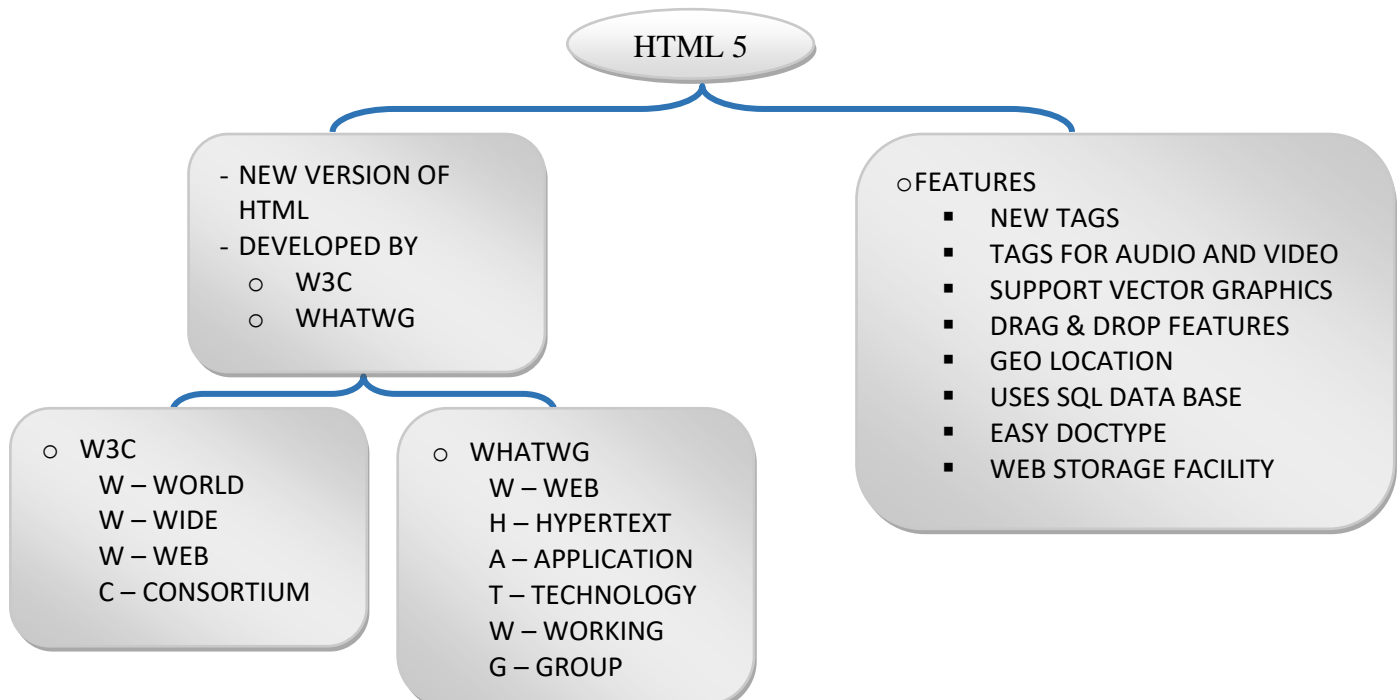 HTML 5
- NEW VERSION OF
HTML
- DEVELOPED BY
o W3C
o WHATWG
o FEATURES
▪ NEW TAGS
▪ TAGS FOR AUDIO AND VIDEO
▪ SUPPORT VECTOR GRAPHICS
▪ DRAG & DROP FEATURES
▪ GEO LOCATION
▪ USES SQL DATA BASE
▪ EASY DOCTYPE
▪ WEB STORAGE FACILITY
o W3C
W – WORLD
W – WIDE
W – WEB
C – CONSORTIUM
o WHATWG
W – WEB
H – HYPERTEXT
A – APPLICATION
T – TECHNOLOGY
W – WORKING
G – GROUP